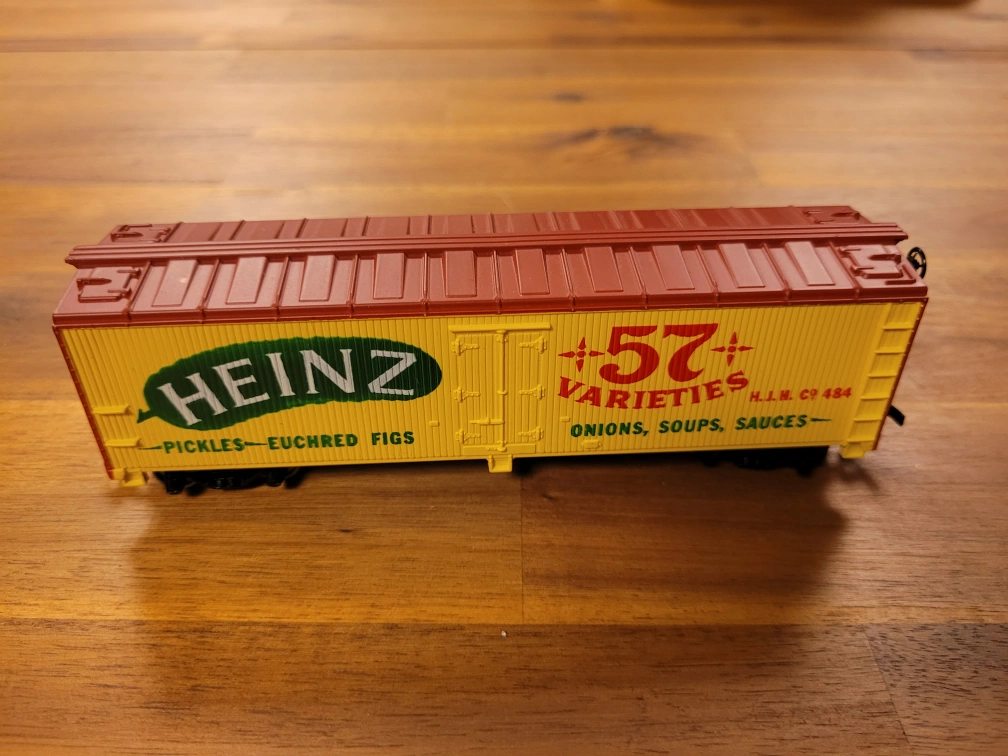 HEINZ
PICKLES—EUCHRED FIGS
57
VARIETIES
H.J.H. Cº 484
ONIONS, SOUPS, SAUCES